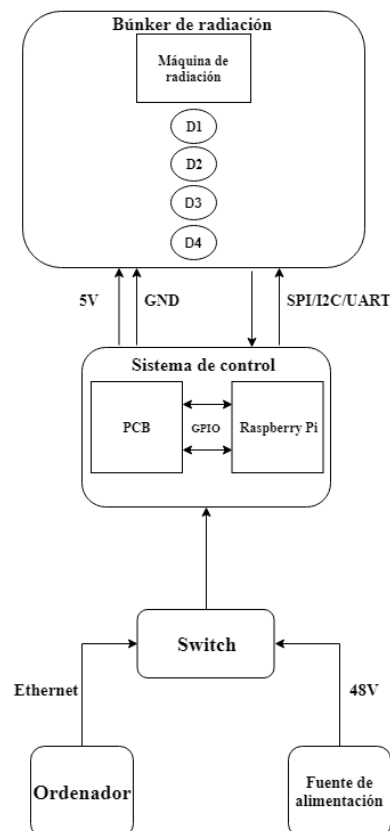 Búnker de radiación
Máquina de
radiación
D1
D2
D3
D4
5V
GND
SPI/I2C/UART
Sistema de control
PCB
GPIO
Raspberry Pi
Switch
Ethernet
48V
Ordenador
Fuente de
alimentación